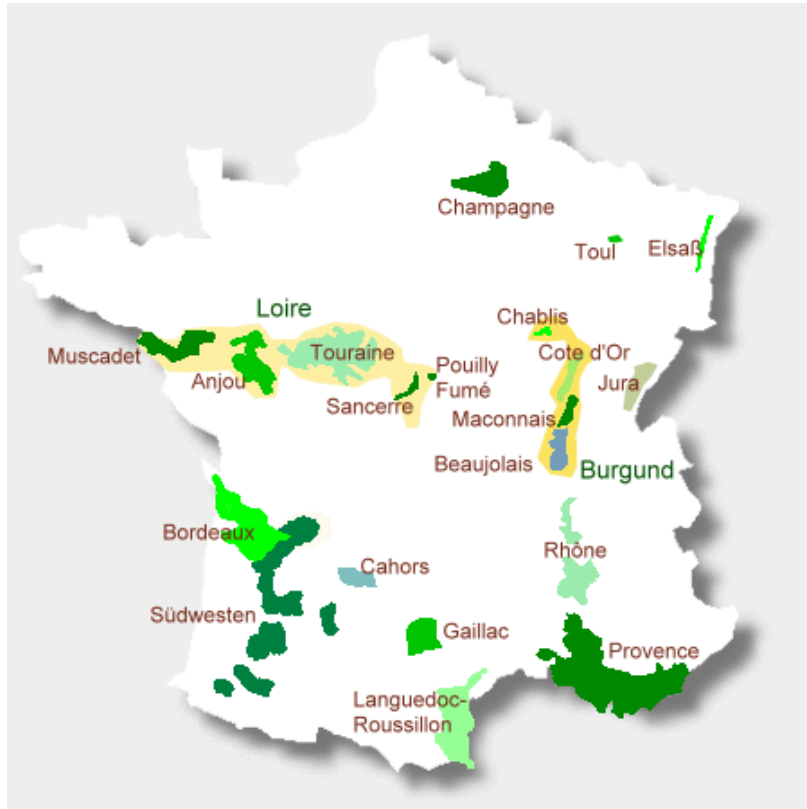 Champagne
Toul
Elsaß
Loire
Chablis
Muscadet
Touraine
Cote d'Or
Anjou
Pouilly
Fumé
Jura
Sancerre
Maconnais
Beaujolais
Burgund
Bordeaux
Rhône
Cahors
Südwesten
Gaillac
Provence
Languedoc-
Roussillon